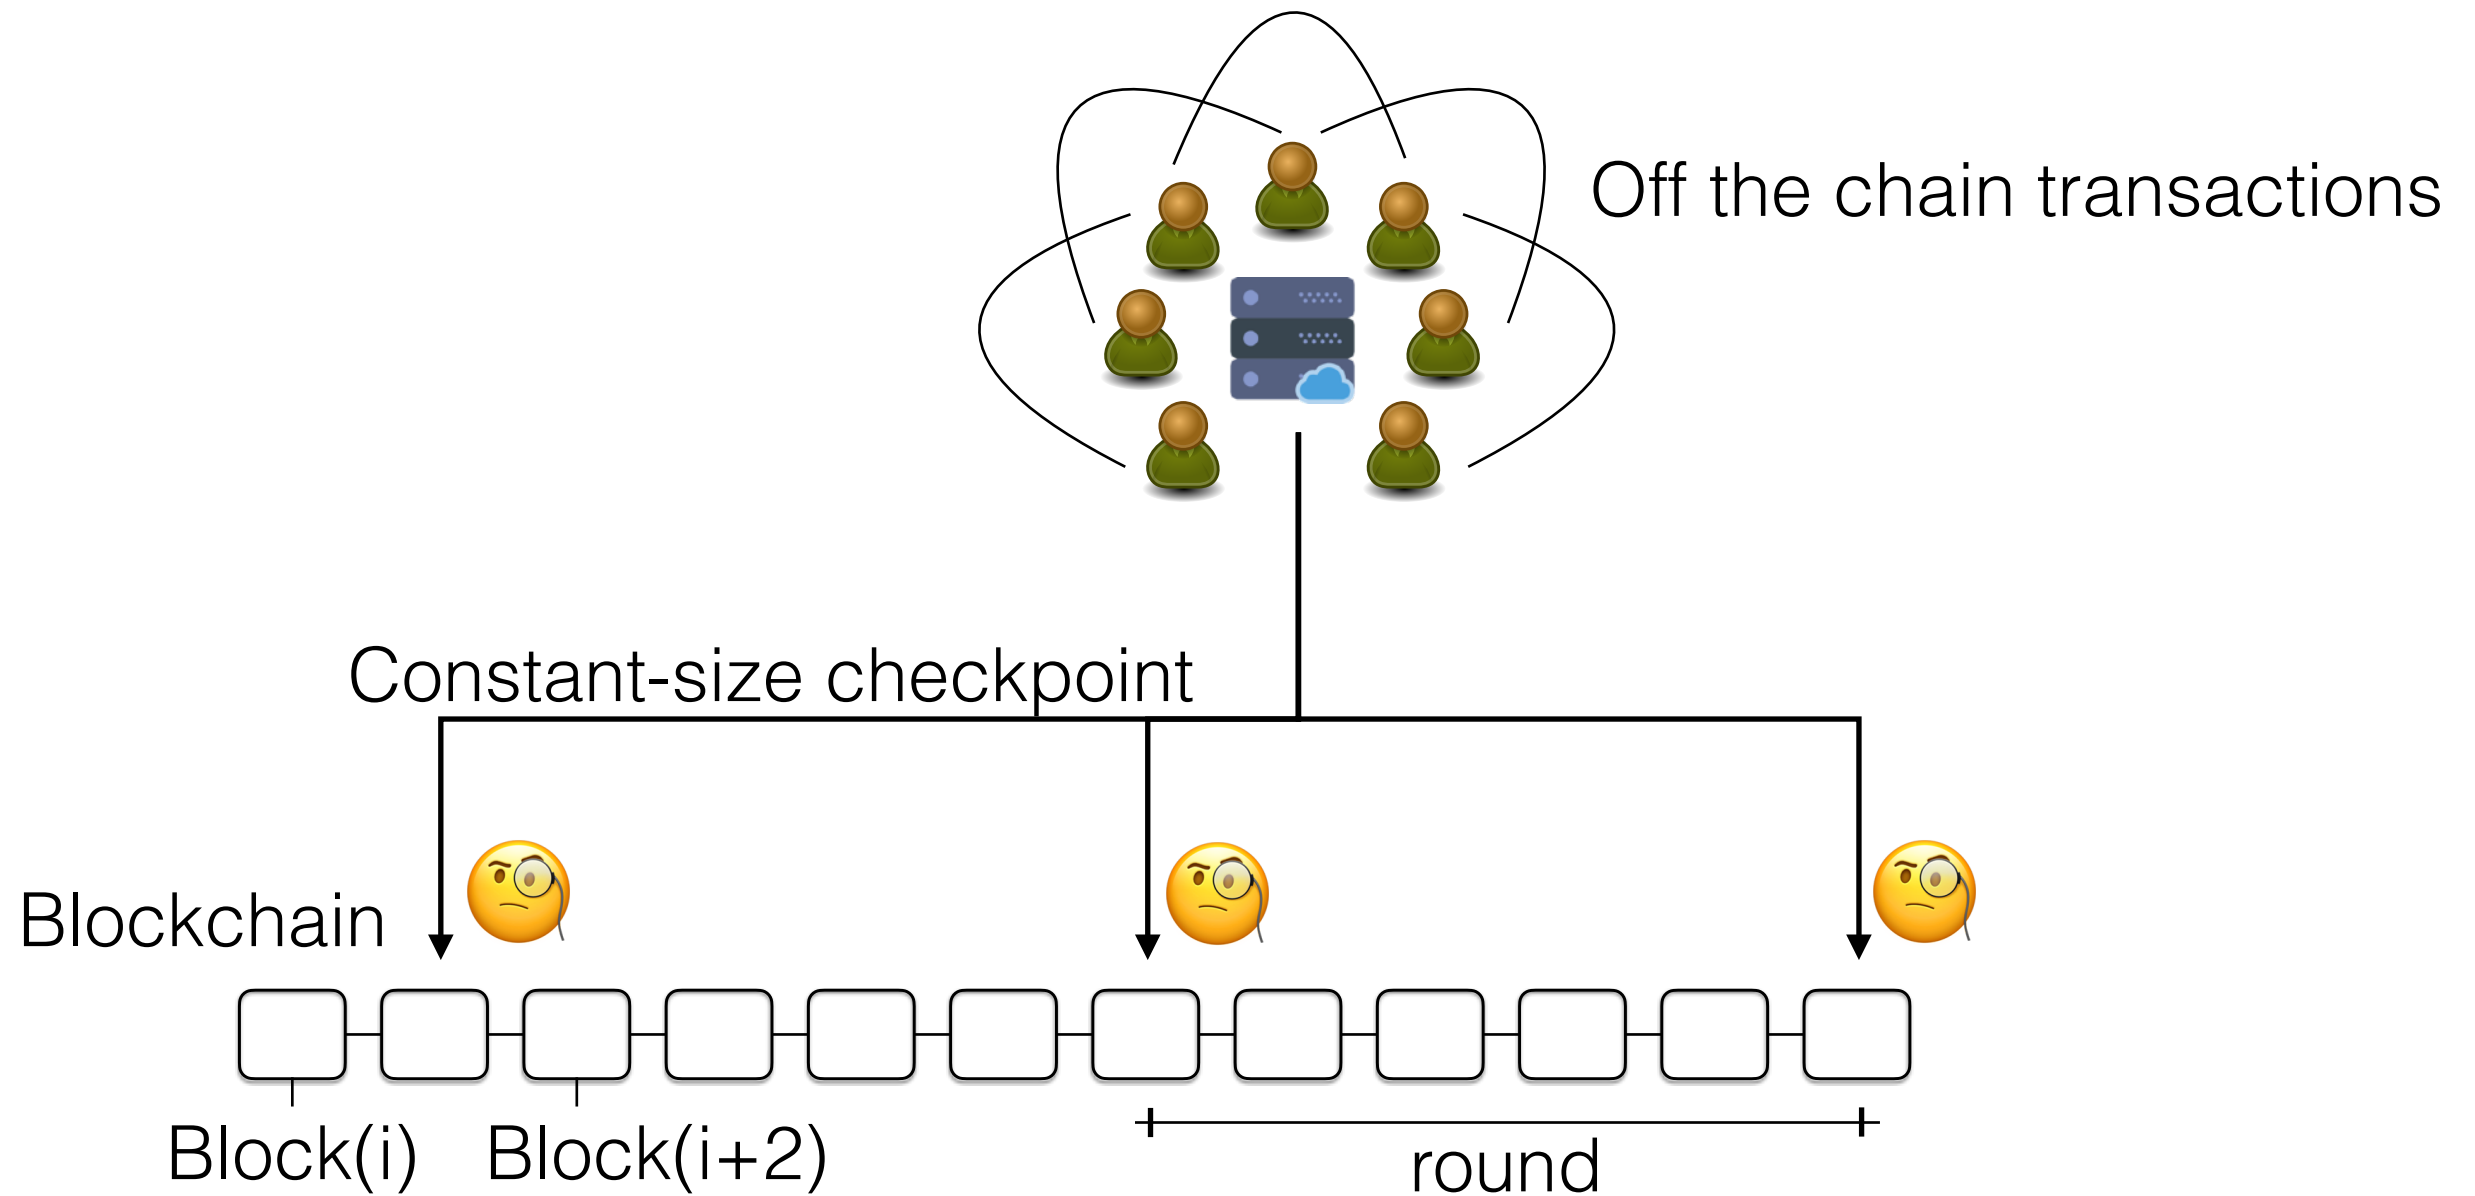 Off the chain transactions
Constant-size checkpoint
Blockchain
Block(i)
Block(i+2)
round